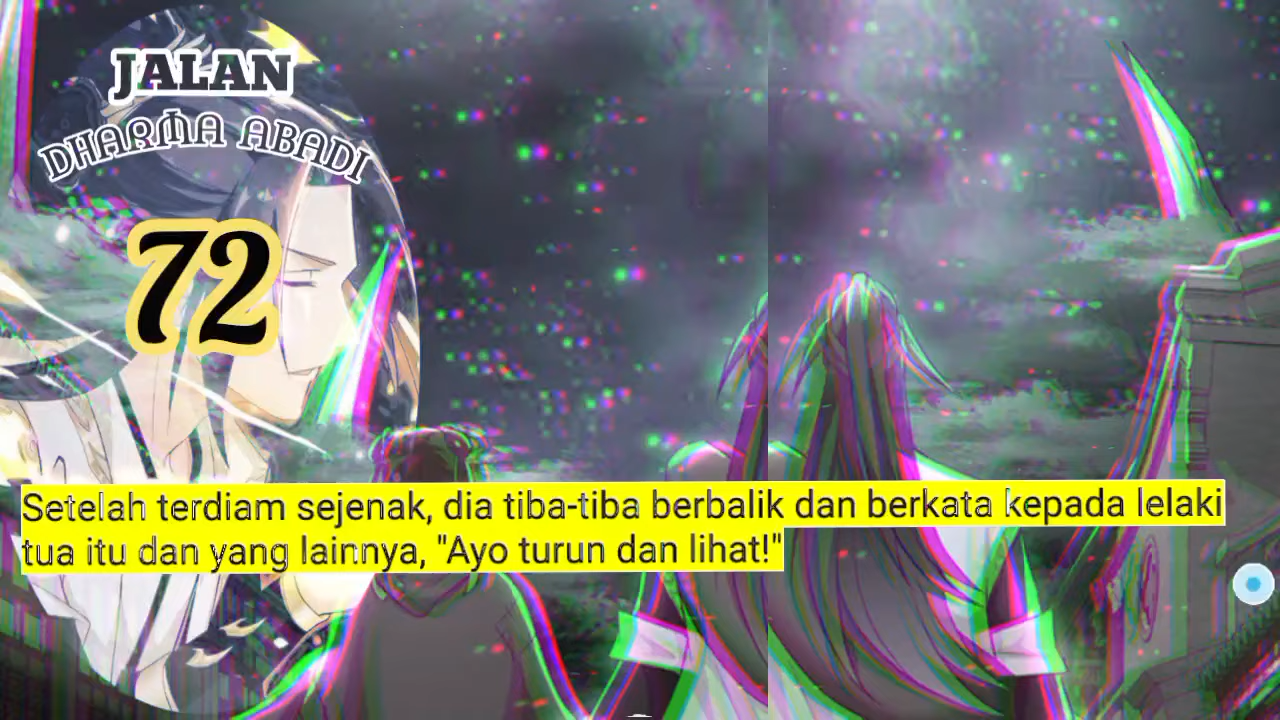 JALAN
DHARMA ABADI
72
Setelah terdiam sejenak, dia tiba-tiba berbalik dan berkata kepada lelaki
tua itu dan yang lainnya, "Ayo turun dan lihat!"